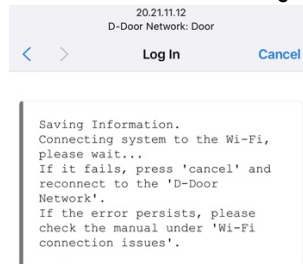 20.21.11.12
D-Door Network: Door
< > Log In Cancel
Saving Information.
Connecting system to the Wi-Fi,
please wait...
If it fails, press 'cancel' and
reconnect to the 'D-Door
Network'.
If the error persists, please
check the manual under 'Wi-Fi
connection issues'.